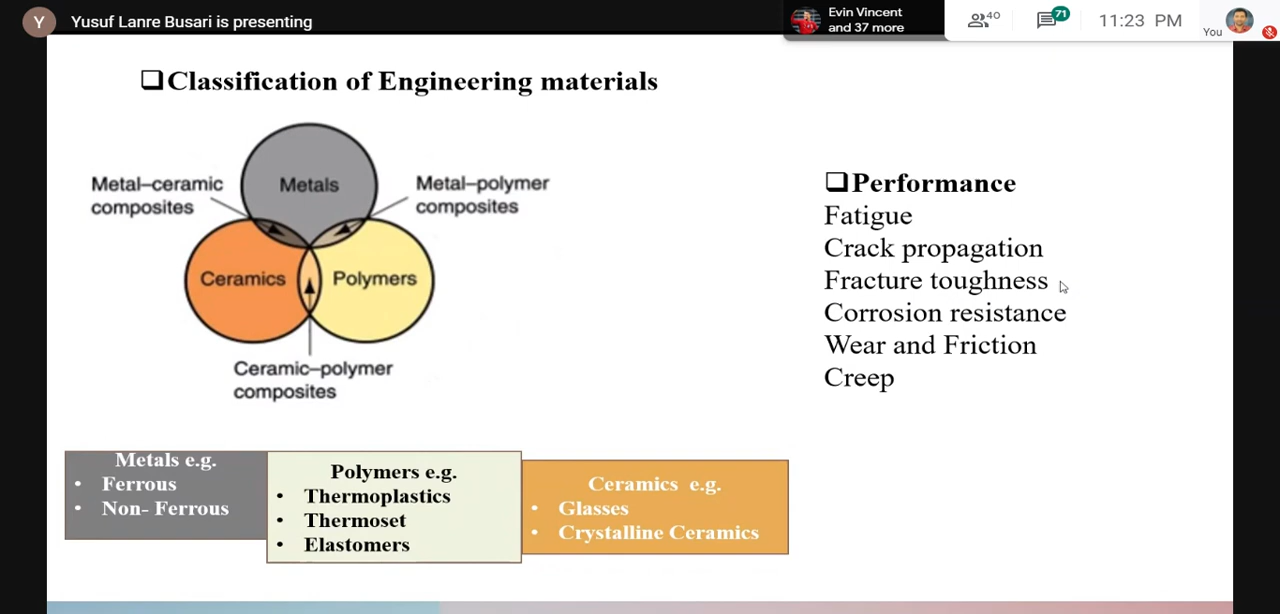 Y
Yusuf Lanre Busari is presenting
Evin Vincent
and 37 more
40
71
11:23 PM
You
❑Classification of Engineering materials
Metals
Metal–ceramic
composites
Metal–polymer
composites
Ceramics
Polymers
Ceramic–polymer
composites
❑Performance
Fatigue
Crack propagation
Fracture toughness
Corrosion resistance
Wear and Friction
Creep
Metals e.g.
• Ferrous
• Non- Ferrous
Polymers e.g.
• Thermoplastics
• Thermoset
• Elastomers
Ceramics e.g.
• Glasses
• Crystalline Ceramics